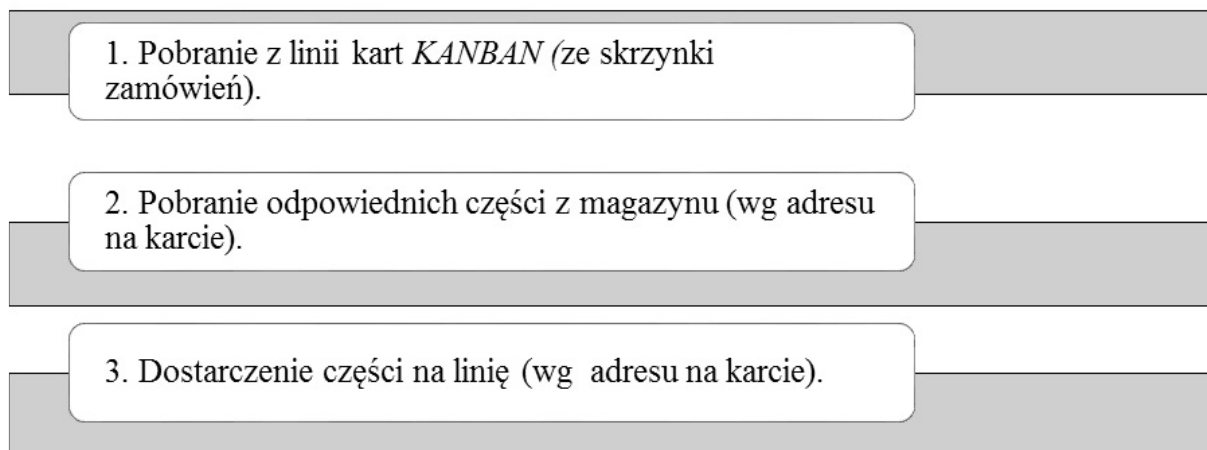 1. Pobranie z linii kart KANBAN (ze skrzynki
zamówień).
2. Pobranie odpowiednich części z magazynu (wg adresu
na karcie).
3. Dostarczenie części na linię (wg adresu na karcie).